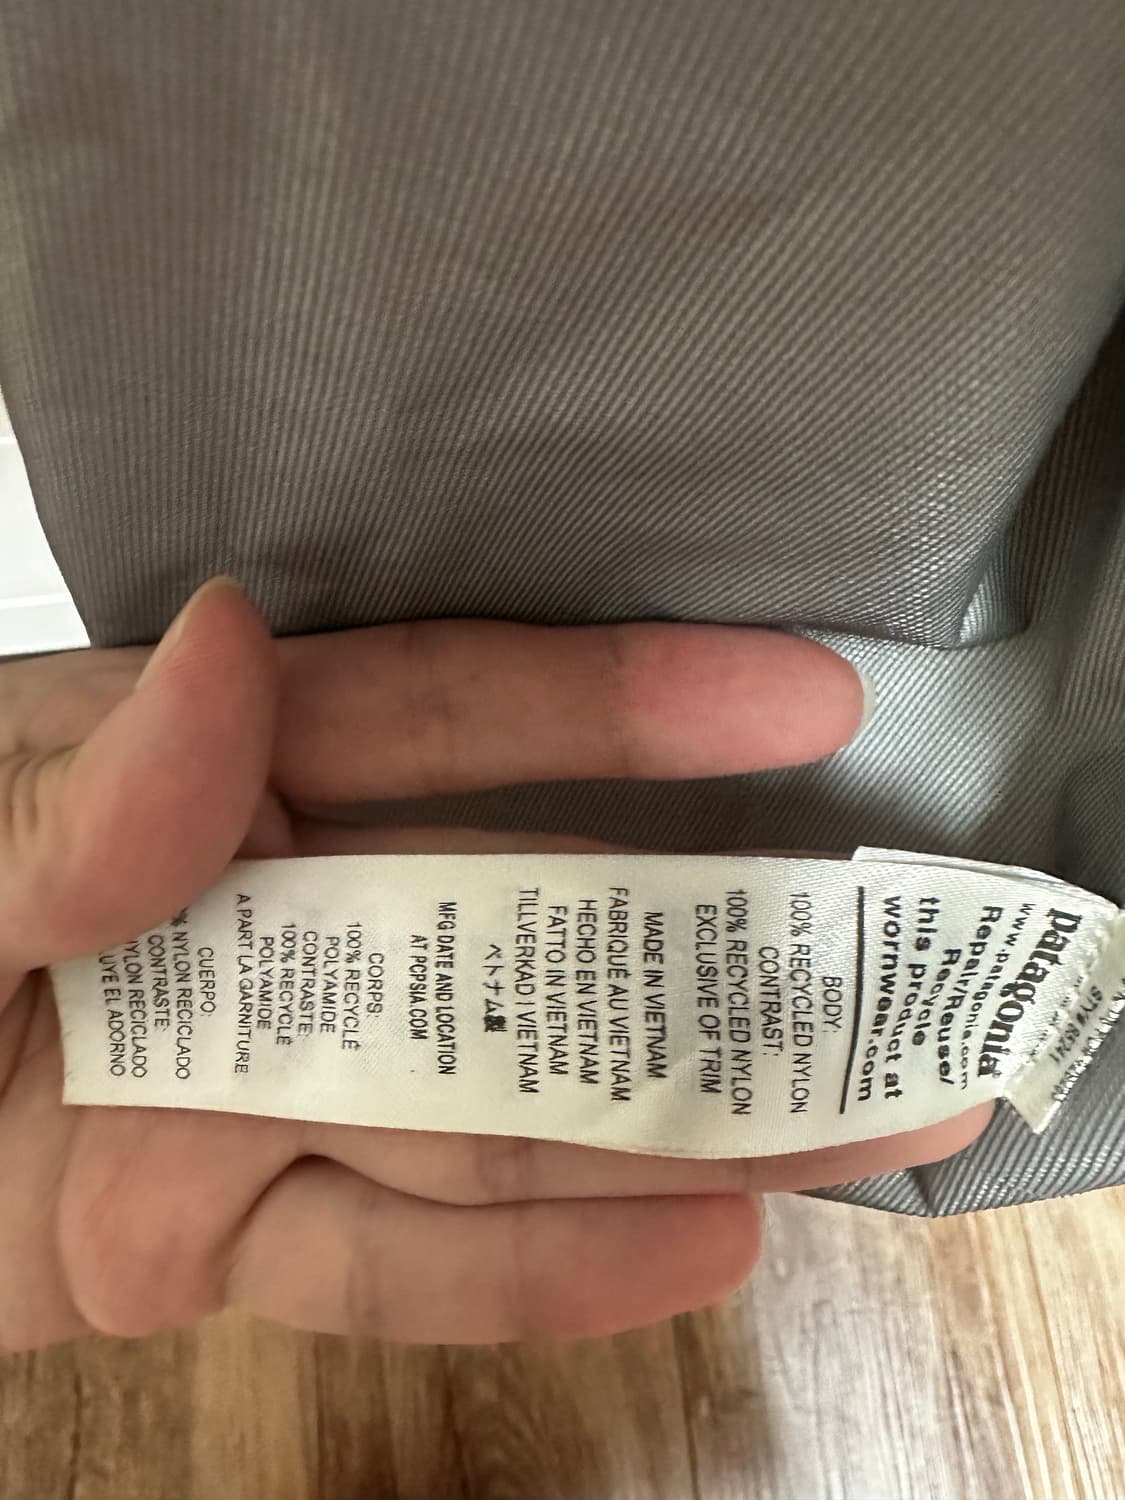 patagonia®
www.patagonia.com
Repair/Reuse/
Recycle
this product at
wornwear.com
BODY:
100% RECYCLED NYLON
CONTRAST:
100% RECYCLED NYLON
EXCLUSIVE OF TRIM
MADE IN VIETNAM
FABRIQUÉ AU VIETNAM
HECHO EN VIETNAM
FATTO IN VIETNAM
TILLVERKAD I VIETNAM
ベトナム製
MFG DATE AND LOCATION
AT PCPSIA.COM
CORPS:
100% RECYCLÉ
POLYAMIDE
CONTRASTE:
100% RECYCLÉ
POLYAMIDE
A PART LA GARNITURE
CUERPO:
% NYLON RECICLADO
CONTRASTE:
NYLON RECICLADO
EL ADORNO